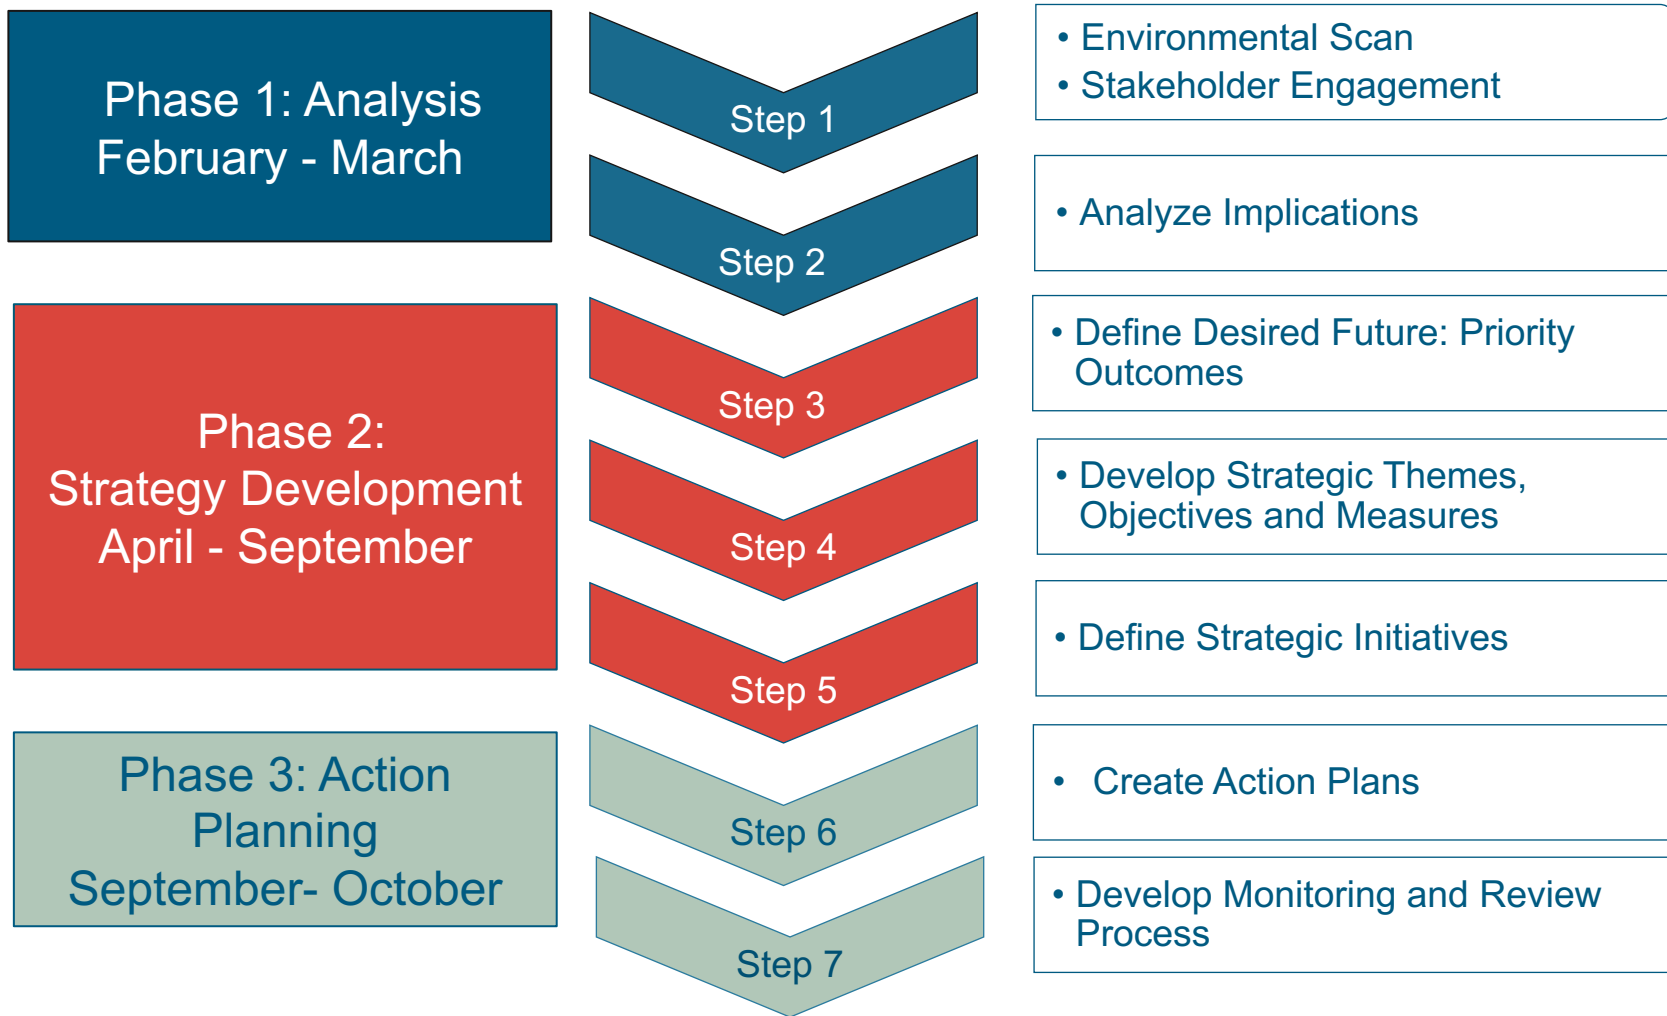 Phase 1: Analysis
February - March
Step 1
• Environmental Scan
• Stakeholder Engagement
Step 2
• Analyze Implications
Phase 2:
Strategy Development
April - September
Step 3
• Define Desired Future: Priority
Outcomes
Step 4
• Develop Strategic Themes,
Objectives and Measures
Step 5
• Define Strategic Initiatives
Phase 3: Action
Planning
September- October
Step 6
• Create Action Plans
Step 7
• Develop Monitoring and Review
Process